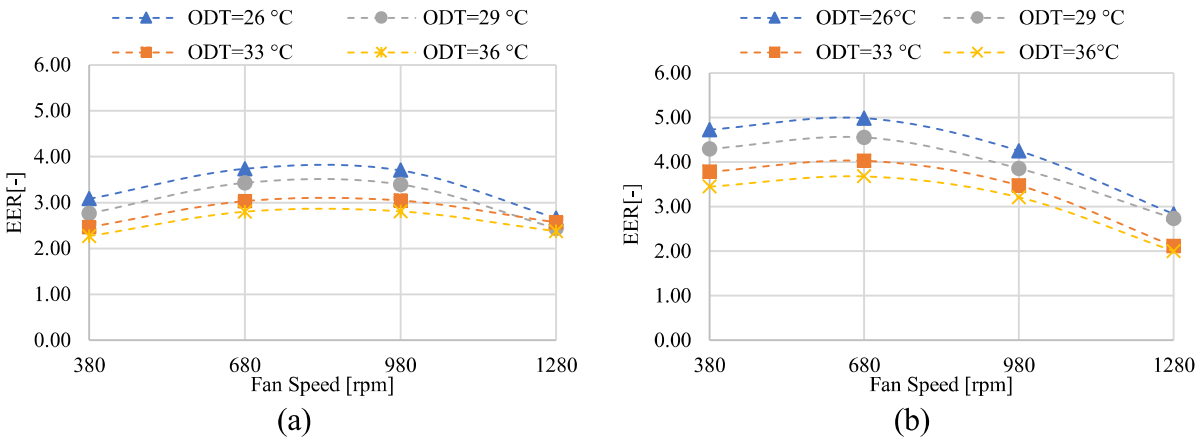 ODT=26 °C
ODT=29 °C
ODT=33 °C
ODT=36 °C
6.00
5.00
4.00
3.00
2.00
1.00
0.00
EER[-]
380
680
980
1280
Fan Speed [rpm]
(a)
ODT=26°C
ODT=29 °C
ODT=33 °C
ODT=36°C
6.00
5.00
4.00
3.00
2.00
1.00
0.00
EER[-]
380
680
980
1280
Fan Speed [rpm]
(b)